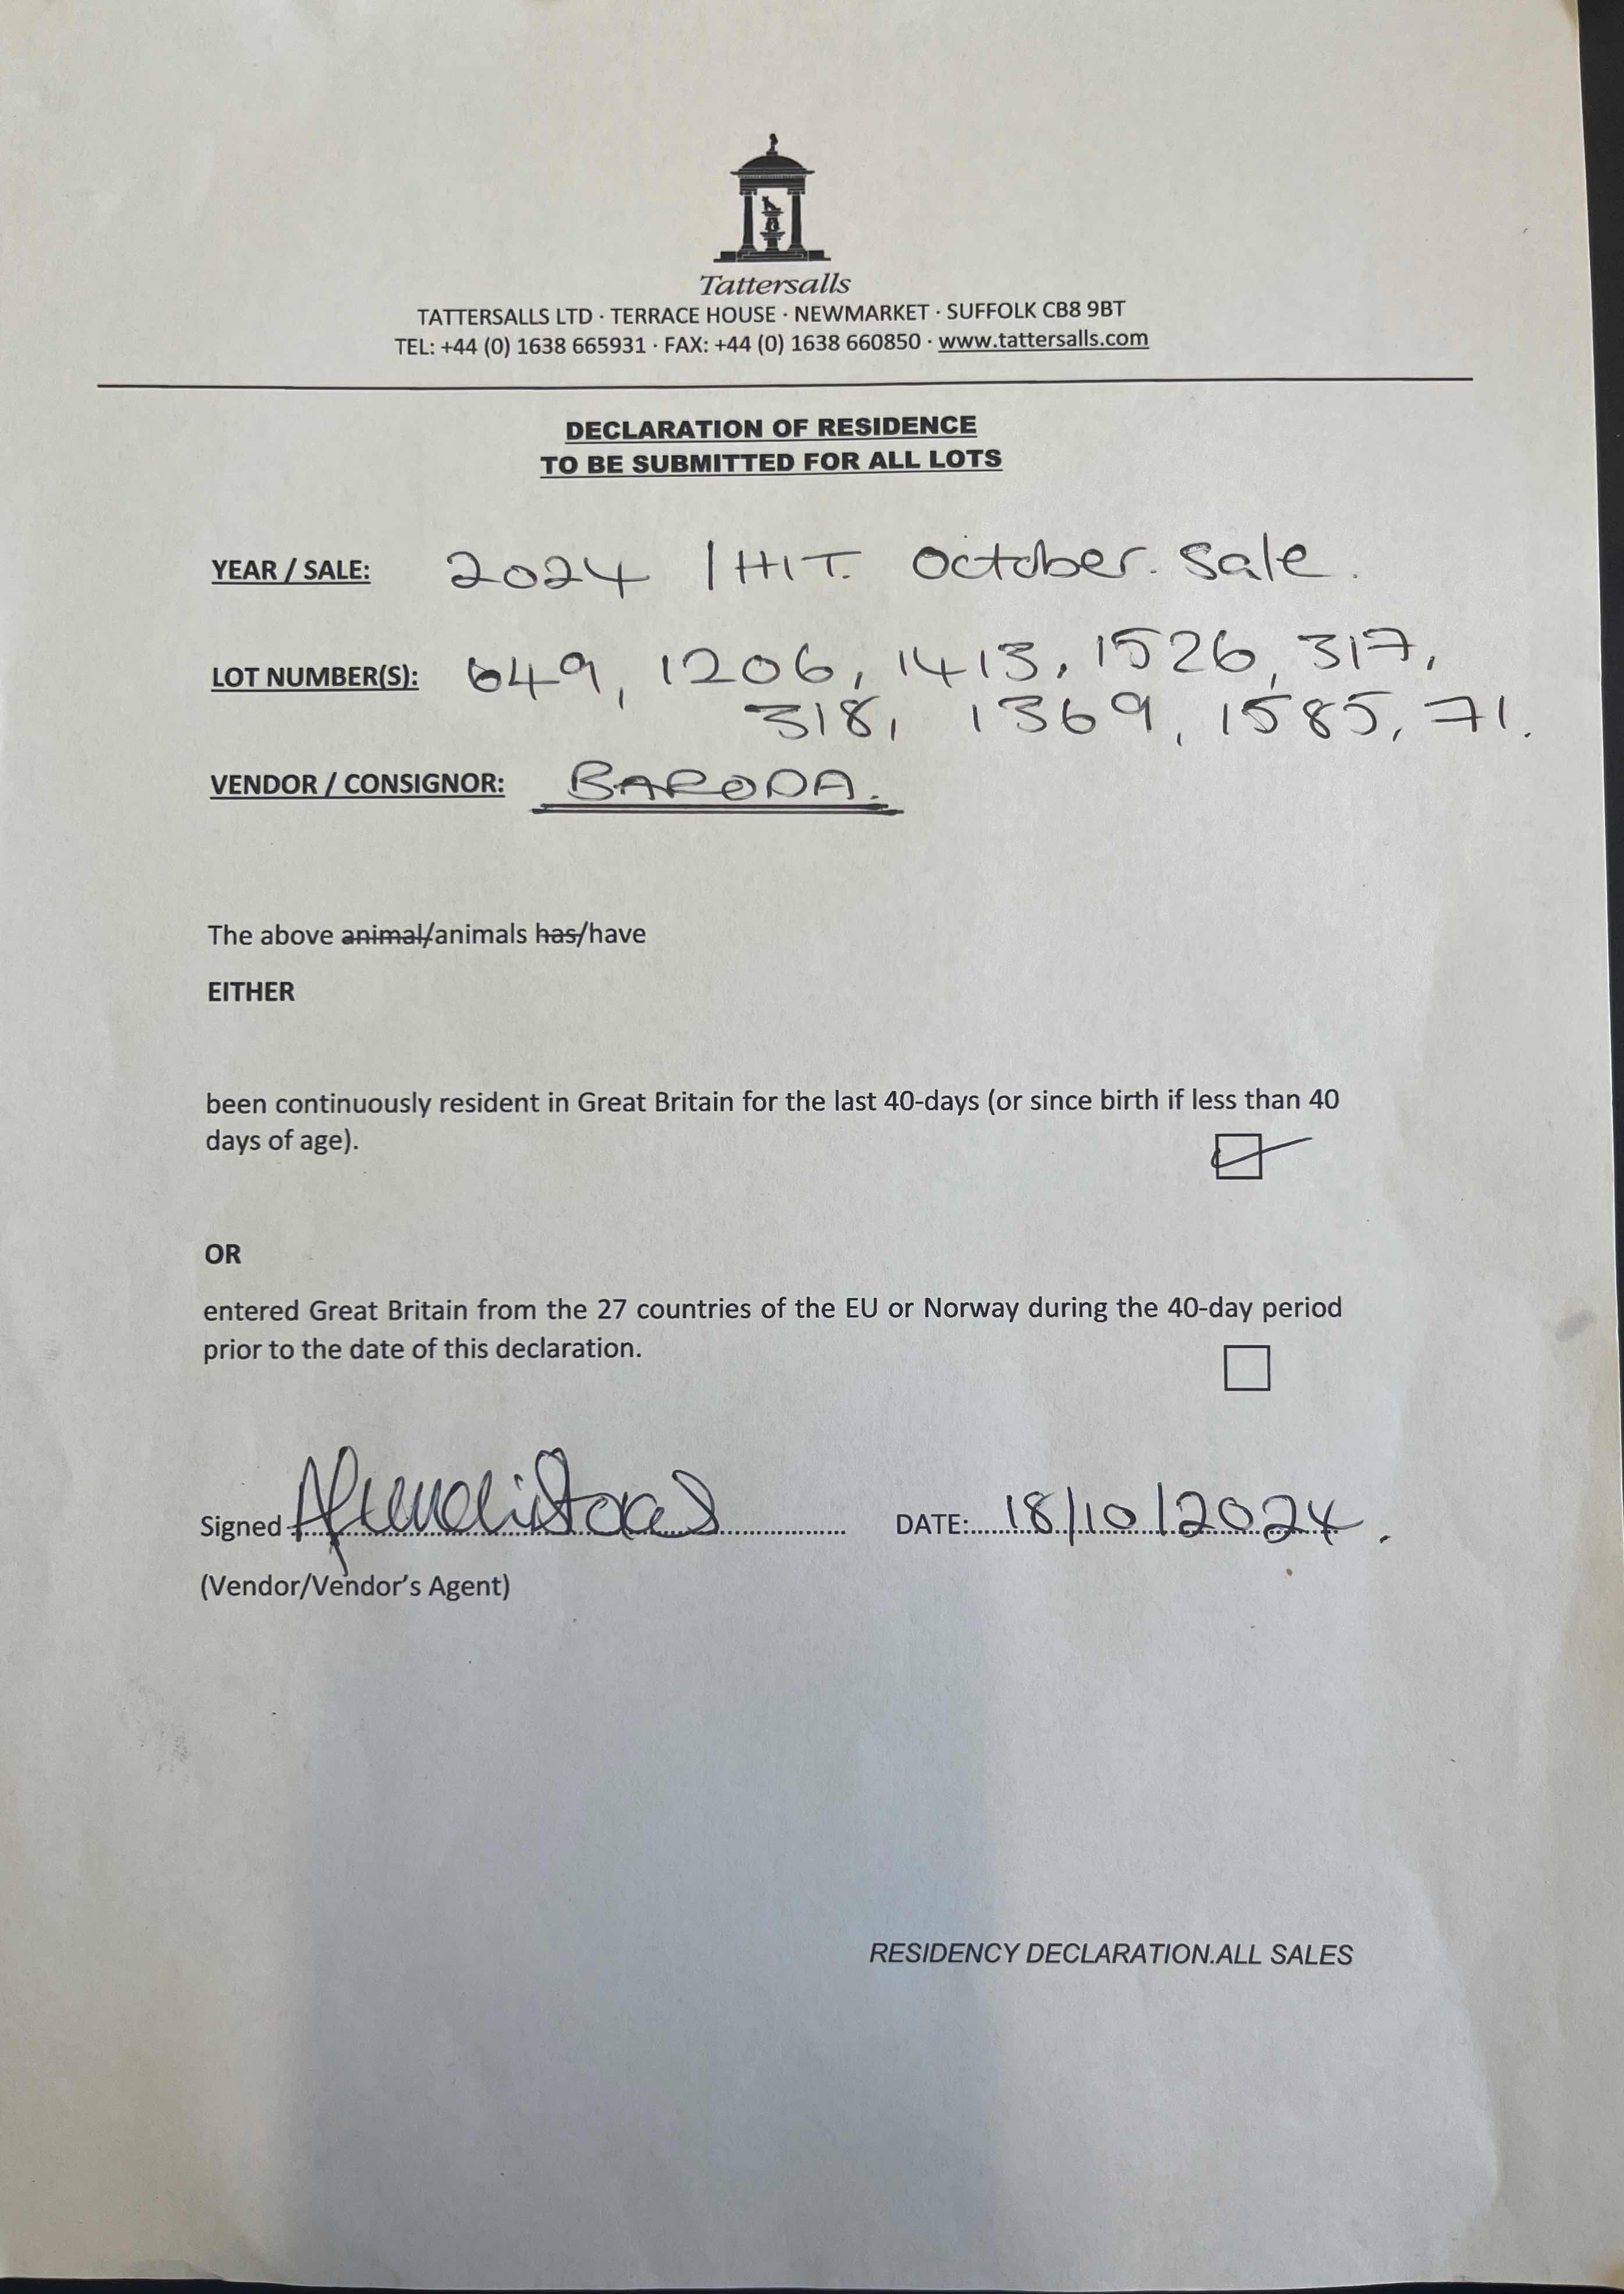 Tattersalls
TATTERSALLS LTD · TERRACE HOUSE · NEWMARKET · SUFFOLK CB8 9BT
TEL: +44 (0) 1638 665931 · FAX: +44 (0) 1638 660850 · www.tattersalls.com
DECLARATION OF RESIDENCE
TO BE SUBMITTED FOR ALL LOTS
YEAR / SALE: 2024 / HIT. October. Sale.
LOT NUMBER(S): 649, 1206, 1413, 1526, 317,
318, 1369, 1585, 71.
VENDOR / CONSIGNOR: BARODA.
The above animal/animals has/have
EITHER
been continuously resident in Great Britain for the last 40-days (or since birth if less than 40
days of age).
OR
entered Great Britain from the 27 countries of the EU or Norway during the 40-day period
prior to the date of this declaration.
Signed DATE: 18/10/2024.
(Vendor/Vendor's Agent)
RESIDENCY DECLARATION.ALL SALES